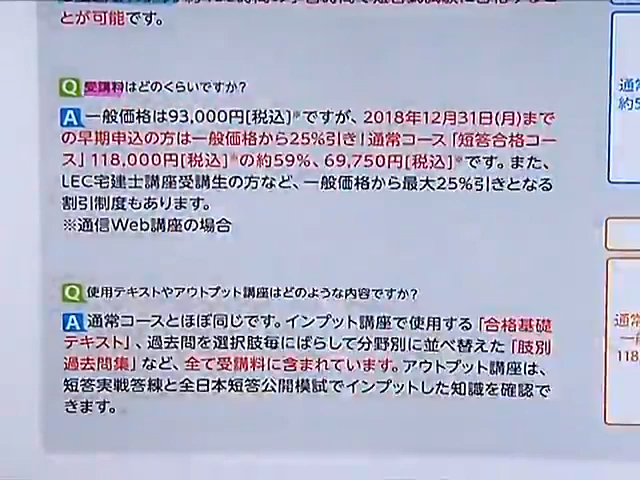 とが可能です。
Q 受講料はどのくらいですか?
A 一般価格は93,000円[税込]※ですが、2018年12月31日(月)まで
の早期申込の方は一般価格から25%引き!通常コース「短答合格コー
ス」118,000円[税込]※の約59%、69,750円[税込]※です。また、
LEC宅建士講座受講生の方など、一般価格から最大25%引きとなる
割引制度もあります。
※通信Web講座の場合
Q 使用テキストやアウトプット講座はどのような内容ですか?
A 通常コースとほぼ同じです。インプット講座で使用する「合格基礎
テキスト」、過去問を選択肢毎にばらして分野別に並べ替えた「肢別
過去問集」など、全て受講料に含まれています。アウトプット講座は、
短答実戦答練と全日本短答公開模試でインプットした知識を確認で
きます。
通
約5
通常
一般
118,